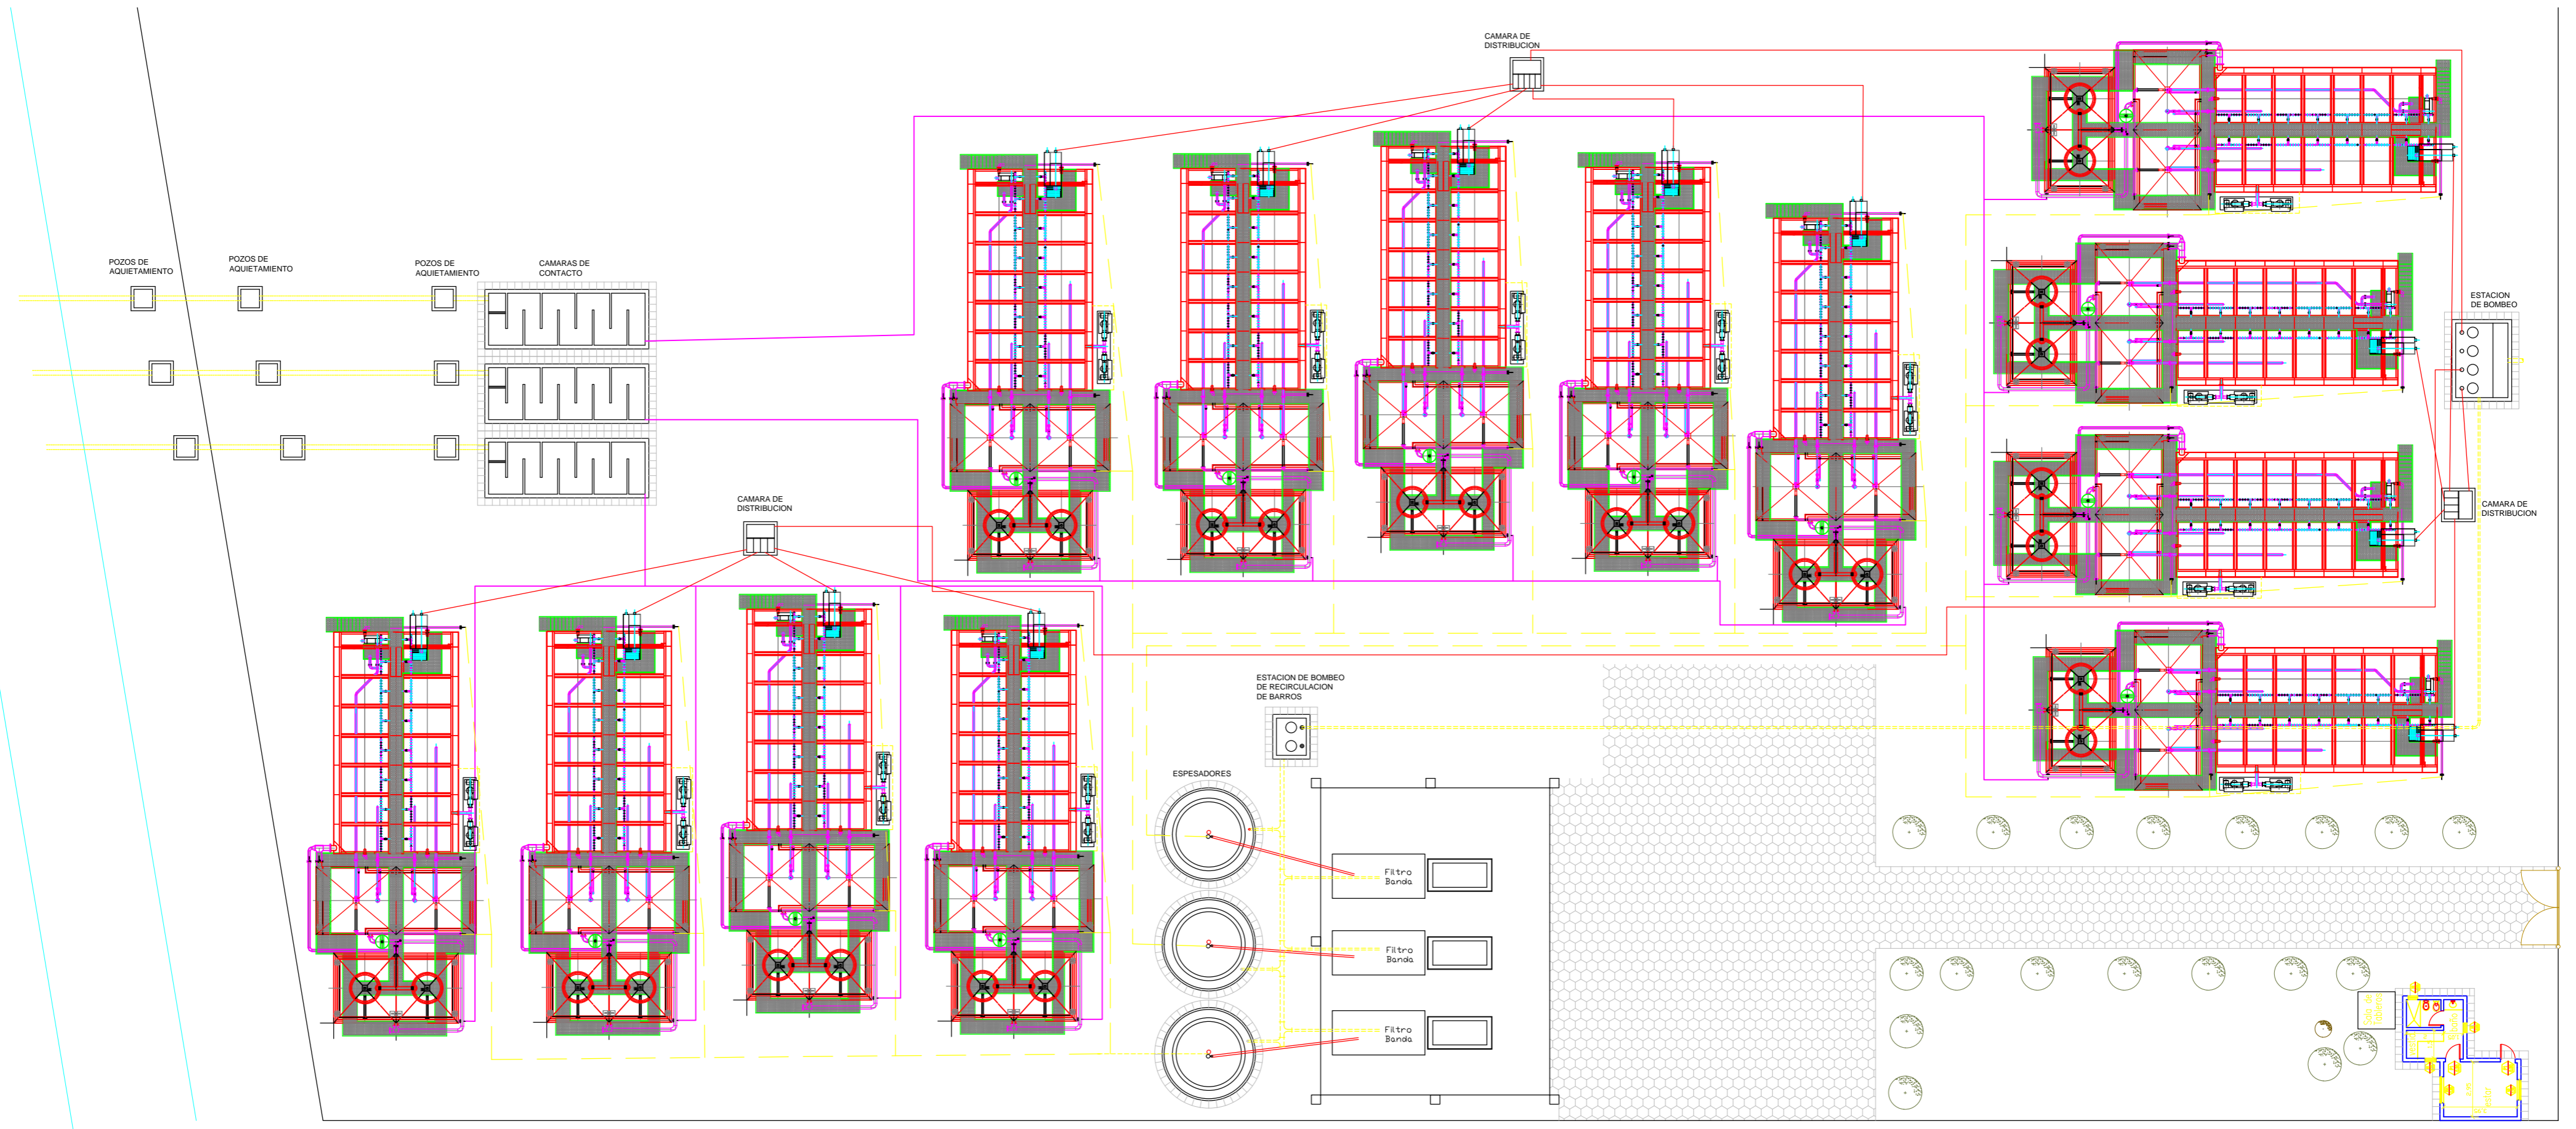 CAMARA DE
DISTRIBUCION
POZOS DE
AQUIETAMIENTO
POZOS DE
AQUIETAMIENTO
POZOS DE
AQUIETAMIENTO
CAMARAS DE
CONTACTO
ESTACION
DE BOMBEO
CAMARA DE
DISTRIBUCION
CAMARA DE
DISTRIBUCION
ESTACION DE BOMBEO
DE RECIRCULACION
DE BARROS
ESPESADORES
Filtro
Banda
Filtro
Banda
Filtro
Banda